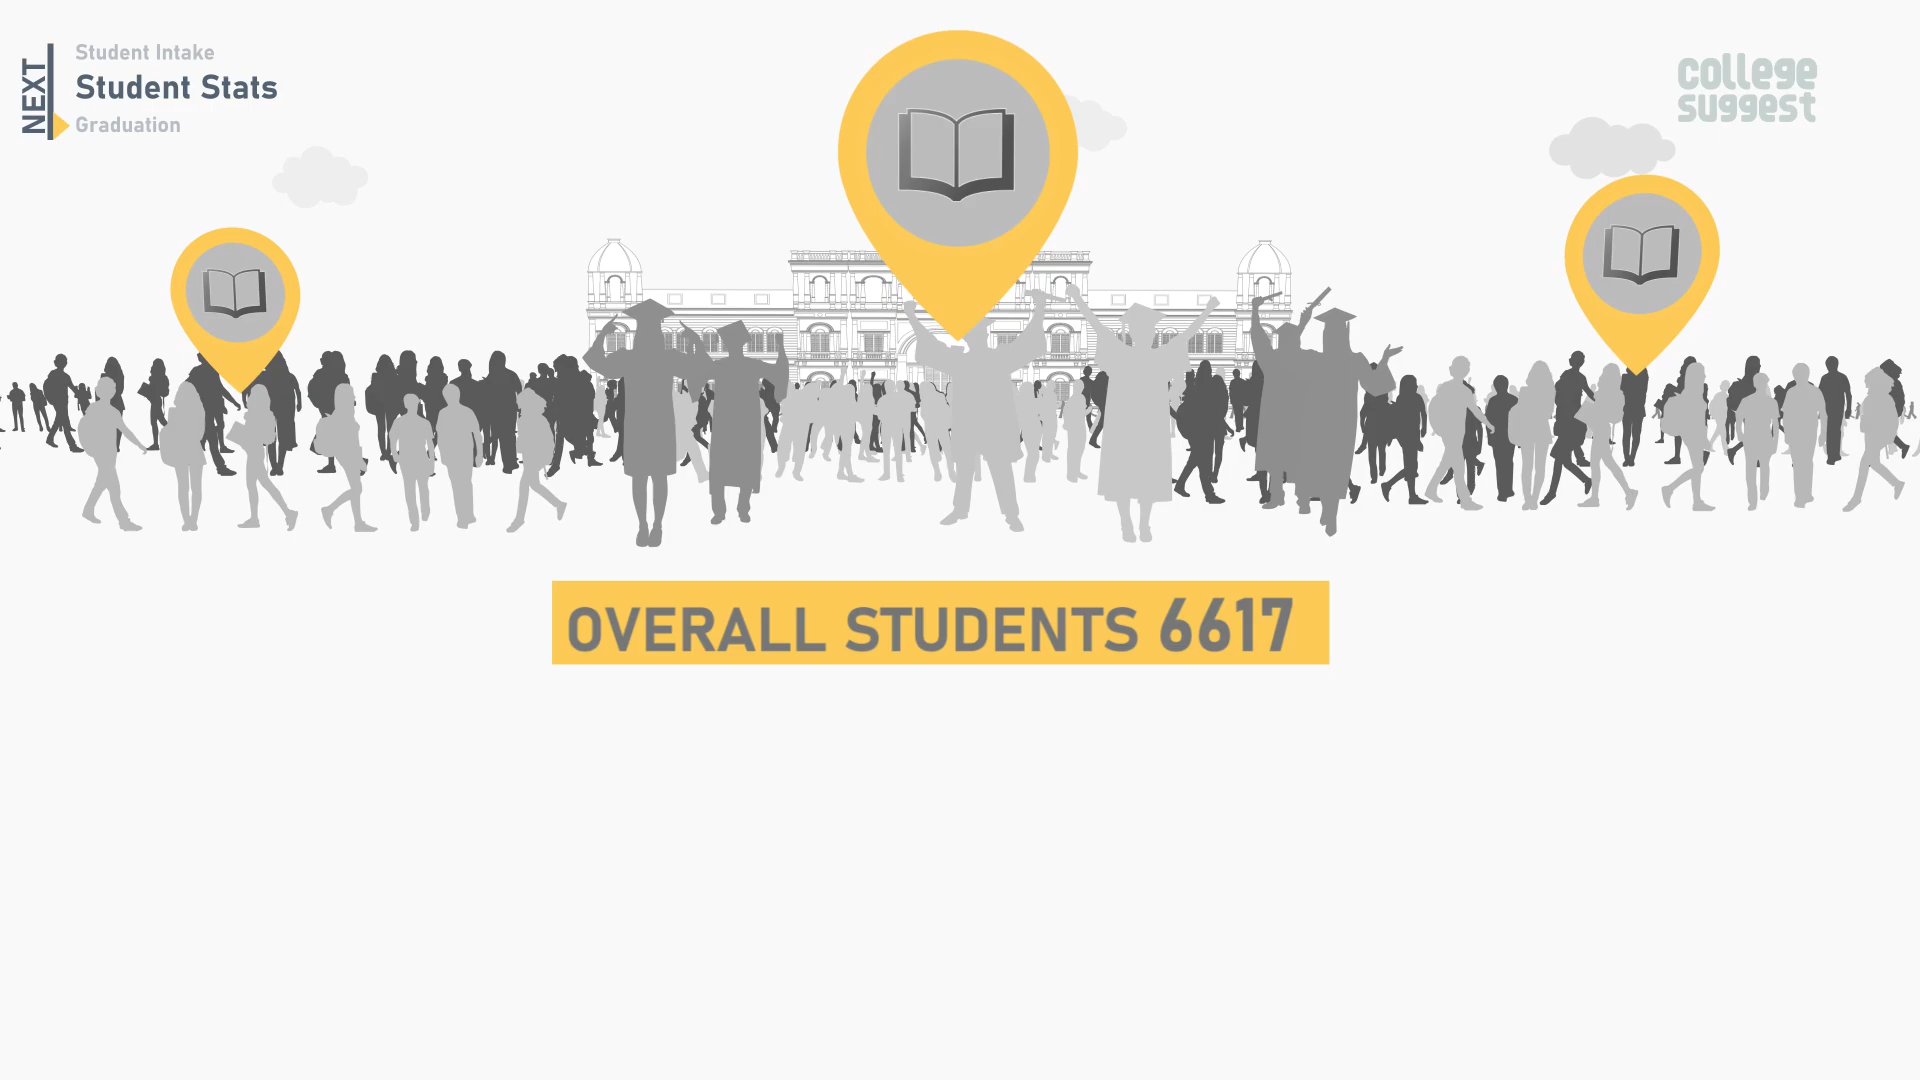 NEXT
Student Intake
Student Stats
Graduation
college
suggest
OVERALL STUDENTS 6617